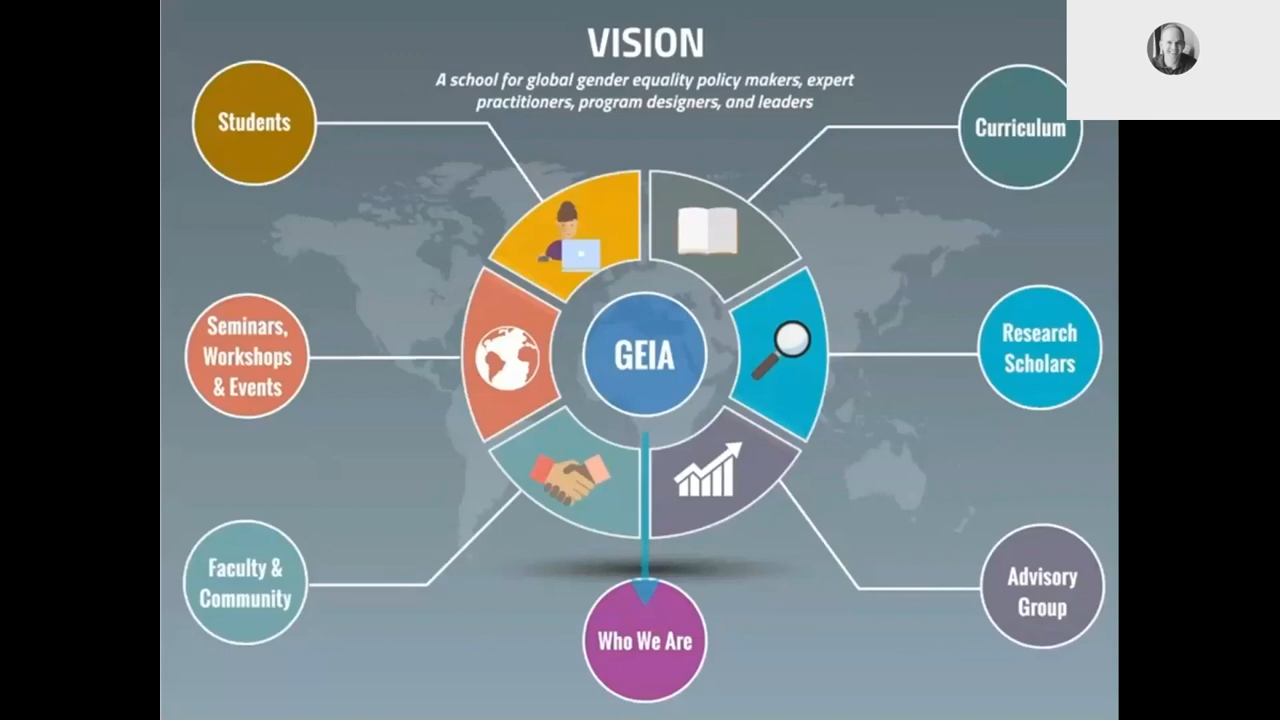 VISION
A school for global gender equality policy makers, expert
practitioners, program designers, and leaders
Students
Curriculum
Seminars,
Workshops
& Events
GEIA
Research
Scholars
Faculty &
Community
Advisory
Group
Who We Are